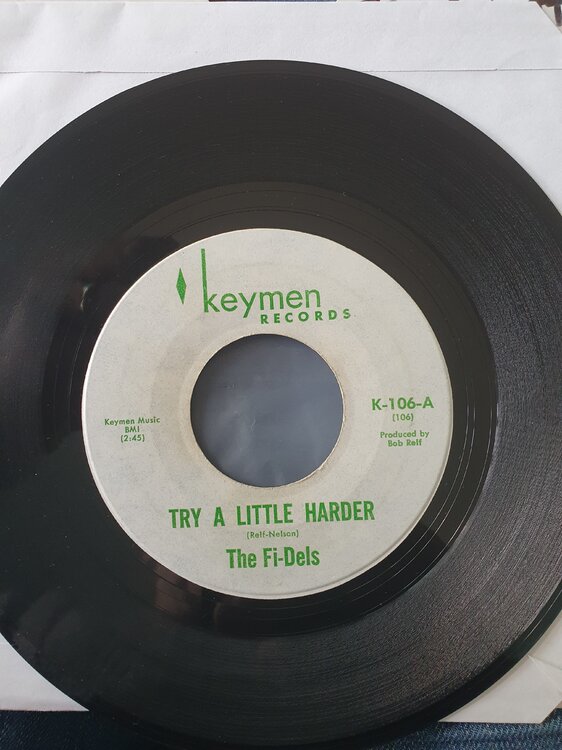 keymen
RECORDS
K-106-A
(106)
Keymen Music
BMI
(2:45)
Produced by
Bob Relf
TRY A LITTLE HARDER
(Relf-Nelson)
The Fi-Dels